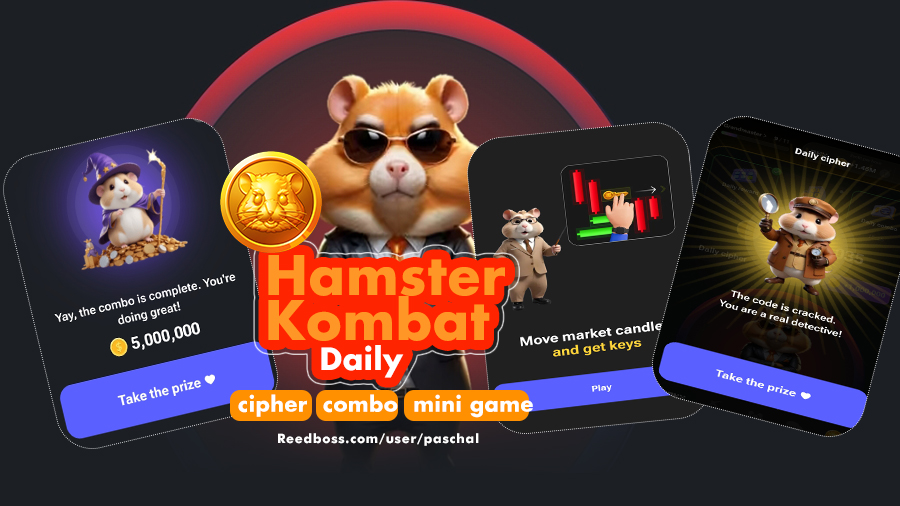 Yay, the combo is complete. You're
doing great!
5,000,000
Take the prize
Hamster
Kombat
Daily
cipher combo mini game
Reedboss.com/user/paschal
Move market candle
and get keys
Play
Daily cipher
The code is cracked.
You are a real detective!
Take the prize